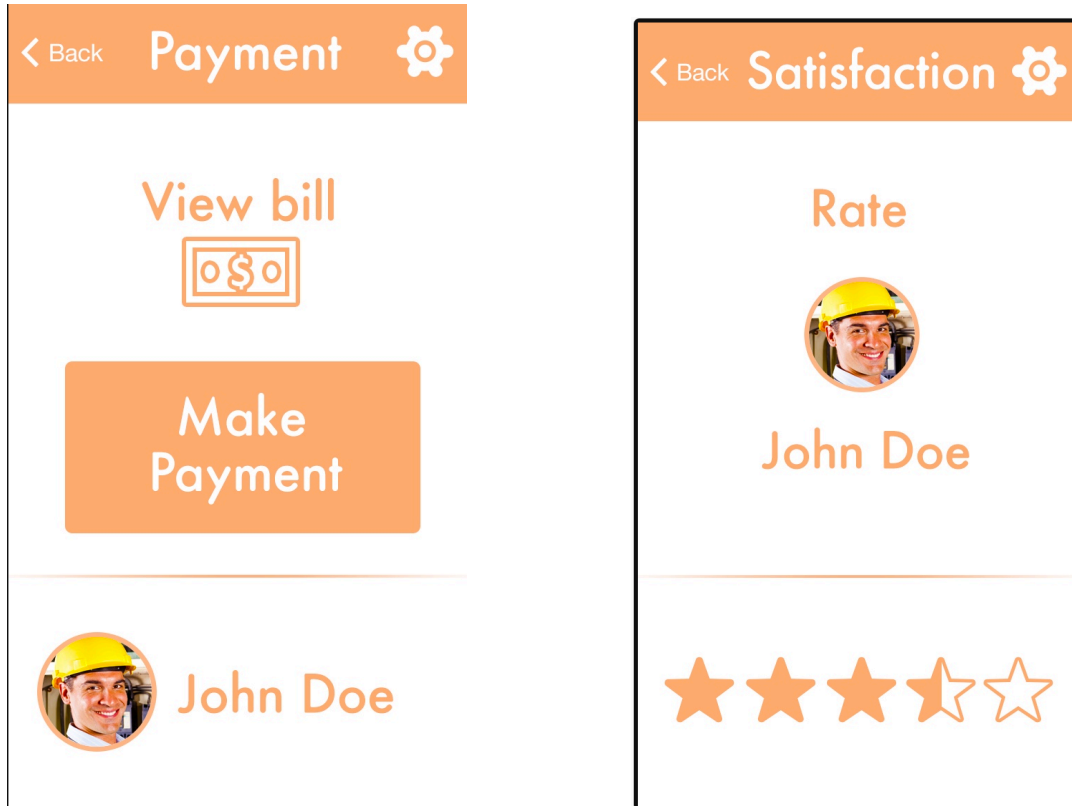 Back Payment
View bill
$
Make
Payment
John Doe
Back Satisfaction
Rate
John Doe